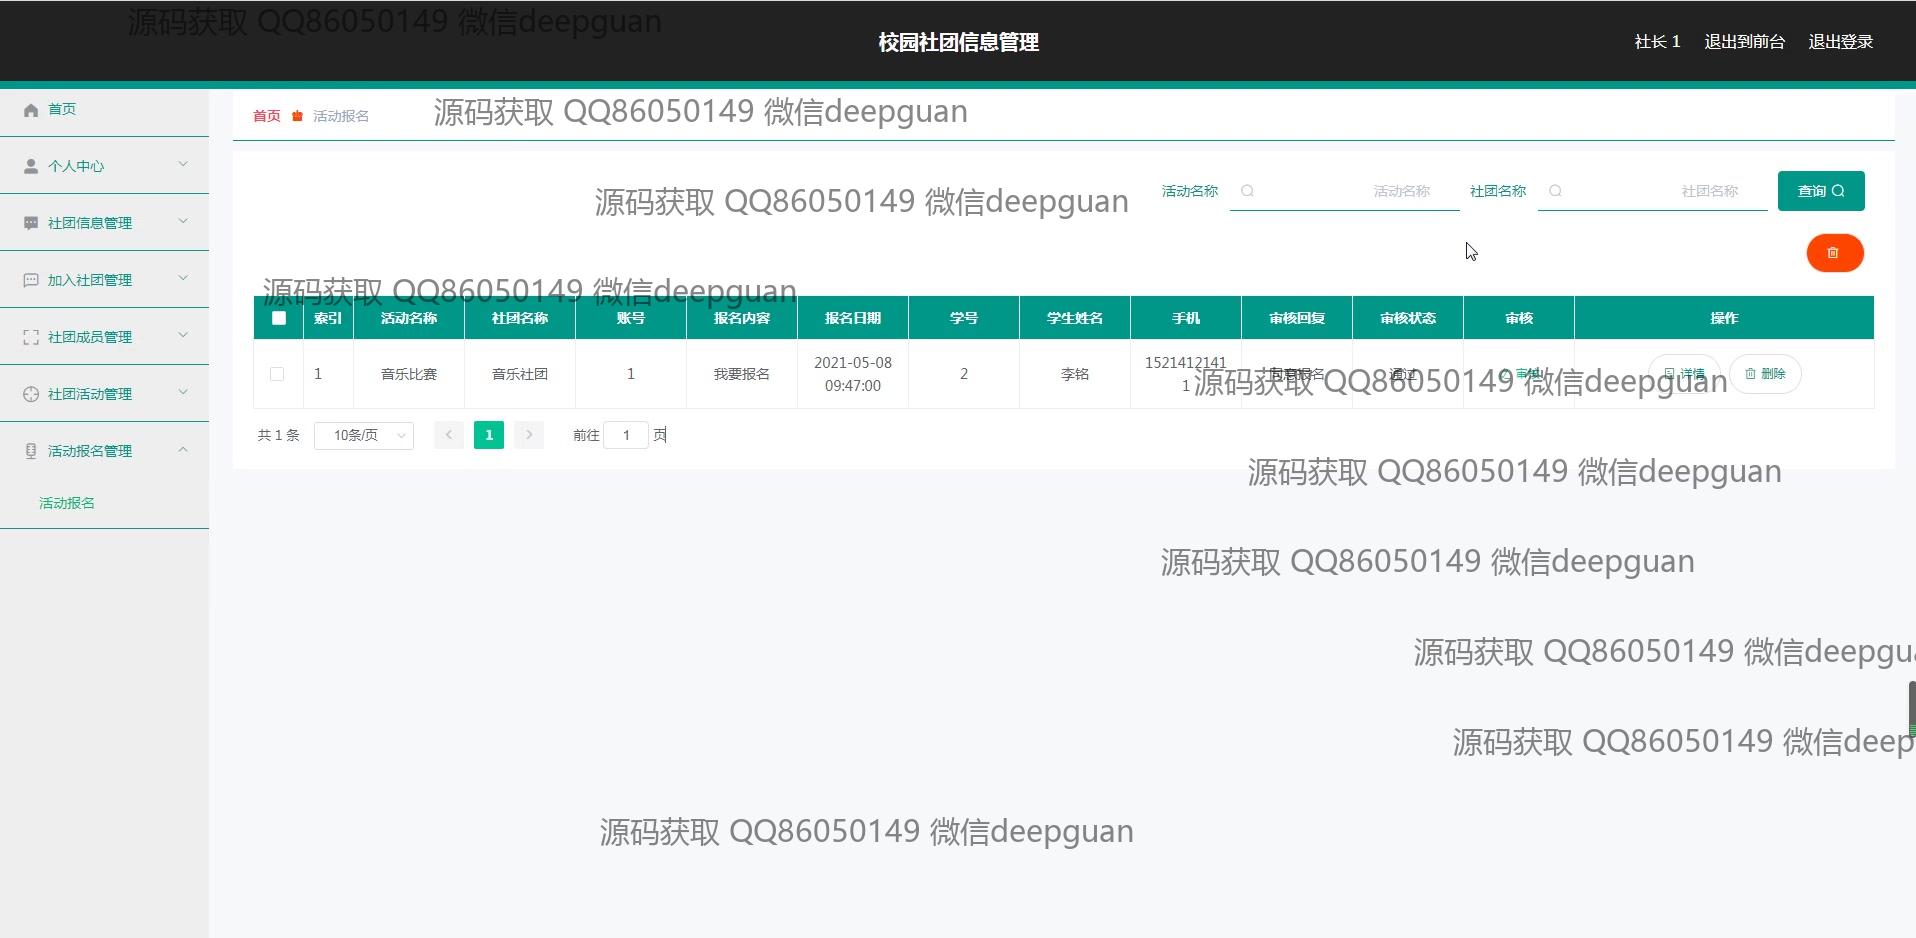 源码获取 QQ86050149 微信deepguan
校园社团信息管理
社长 1 退出到前台 退出登录
首页
个人中心
社团信息管理
加入社团管理
社团成员管理
社团活动管理
活动报名管理
活动报名
首页 活动报名
源码获取 QQ86050149 微信deepguan
源码获取 QQ86050149 微信deepguan
活动名称 活动名称 社团名称 社团名称 查询
源码获取 QQ86050149 微信deepguan
索引 活动名称 社团名称 账号 报名内容 报名日期 学号 学生姓名 手机 审核回复 审核状态 审核 操作
1 音乐比赛 音乐社团 1 我要报名 2021-05-08 09:47:00 2 李铭 15214121411 同意报名 通过 审核 详情 删除
源码获取 QQ86050149 微信deepguan
共 1 条 10条/页 1 前往 1 页
源码获取 QQ86050149 微信deepguan
源码获取 QQ86050149 微信deepguan
源码获取 QQ86050149 微信deepgua
源码获取 QQ86050149 微信deep
源码获取 QQ86050149 微信deepguan